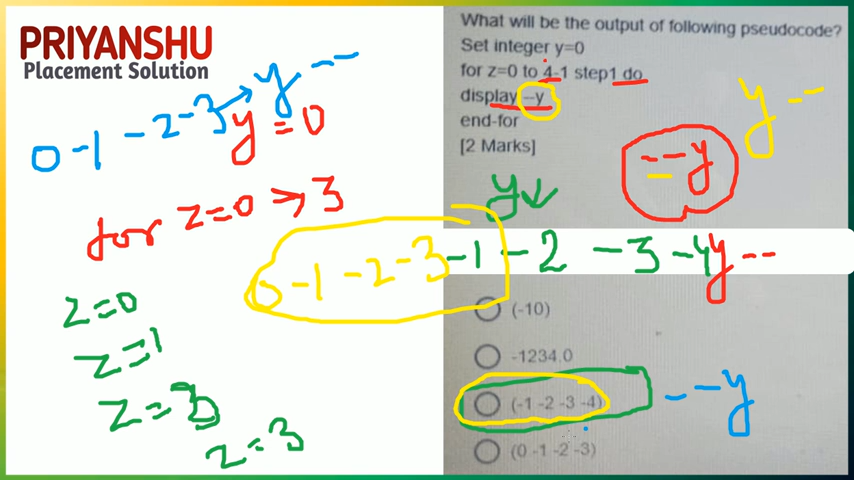 PRIYANSHU
Placement Solution
0 -1 -2 -3 → y --
y = 0
for z=0 → 3
0 -1 -2 -3
z=0
z=1
z=3
z=3
What will be the output of following pseudocode?
Set integer y=0
for z=0 to 4-1 step1 do
display --y
end-for
[2 Marks]
y --
--y
y ↓
-1 -2 -3 -4
y --
(-10)
-1234.0
(-1 -2 -3 -4)
--y
(0 -1 -2 -3)